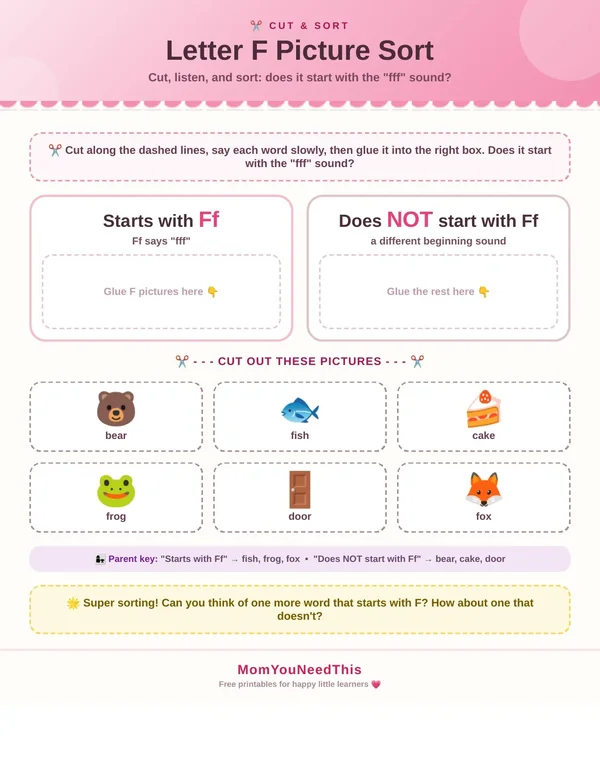 ✂️ CUT & SORT
Letter F Picture Sort
Cut, listen, and sort: does it start with the "fff" sound?
✂️ Cut along the dashed lines, say each word slowly, then glue it into the right box. Does it start
with the "fff" sound?
Starts with Ff
Ff says "fff"
Glue F pictures here 👇
Does NOT start with Ff
a different beginning sound
Glue the rest here 👇
✂️ - - - CUT OUT THESE PICTURES - - - ✂️
bear
fish
cake
frog
door
fox
Parent key: "Starts with Ff" → fish, frog, fox • "Does NOT start with Ff" → bear, cake, door
🌟 Super sorting! Can you think of one more word that starts with F? How about one that
doesn't?
MomYouNeedThis
Free printables for happy little learners 💗